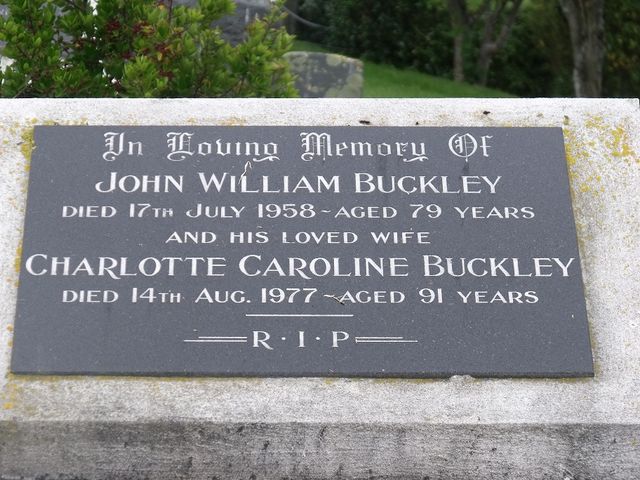 In Loving Memory Of
JOHN WILLIAM BUCKLEY
DIED 17TH JULY 1958~AGED 79 YEARS
AND HIS LOVED WIFE
CHARLOTTE CAROLINE BUCKLEY
DIED 14TH AUG. 1977~AGED 91 YEARS
R·I·P